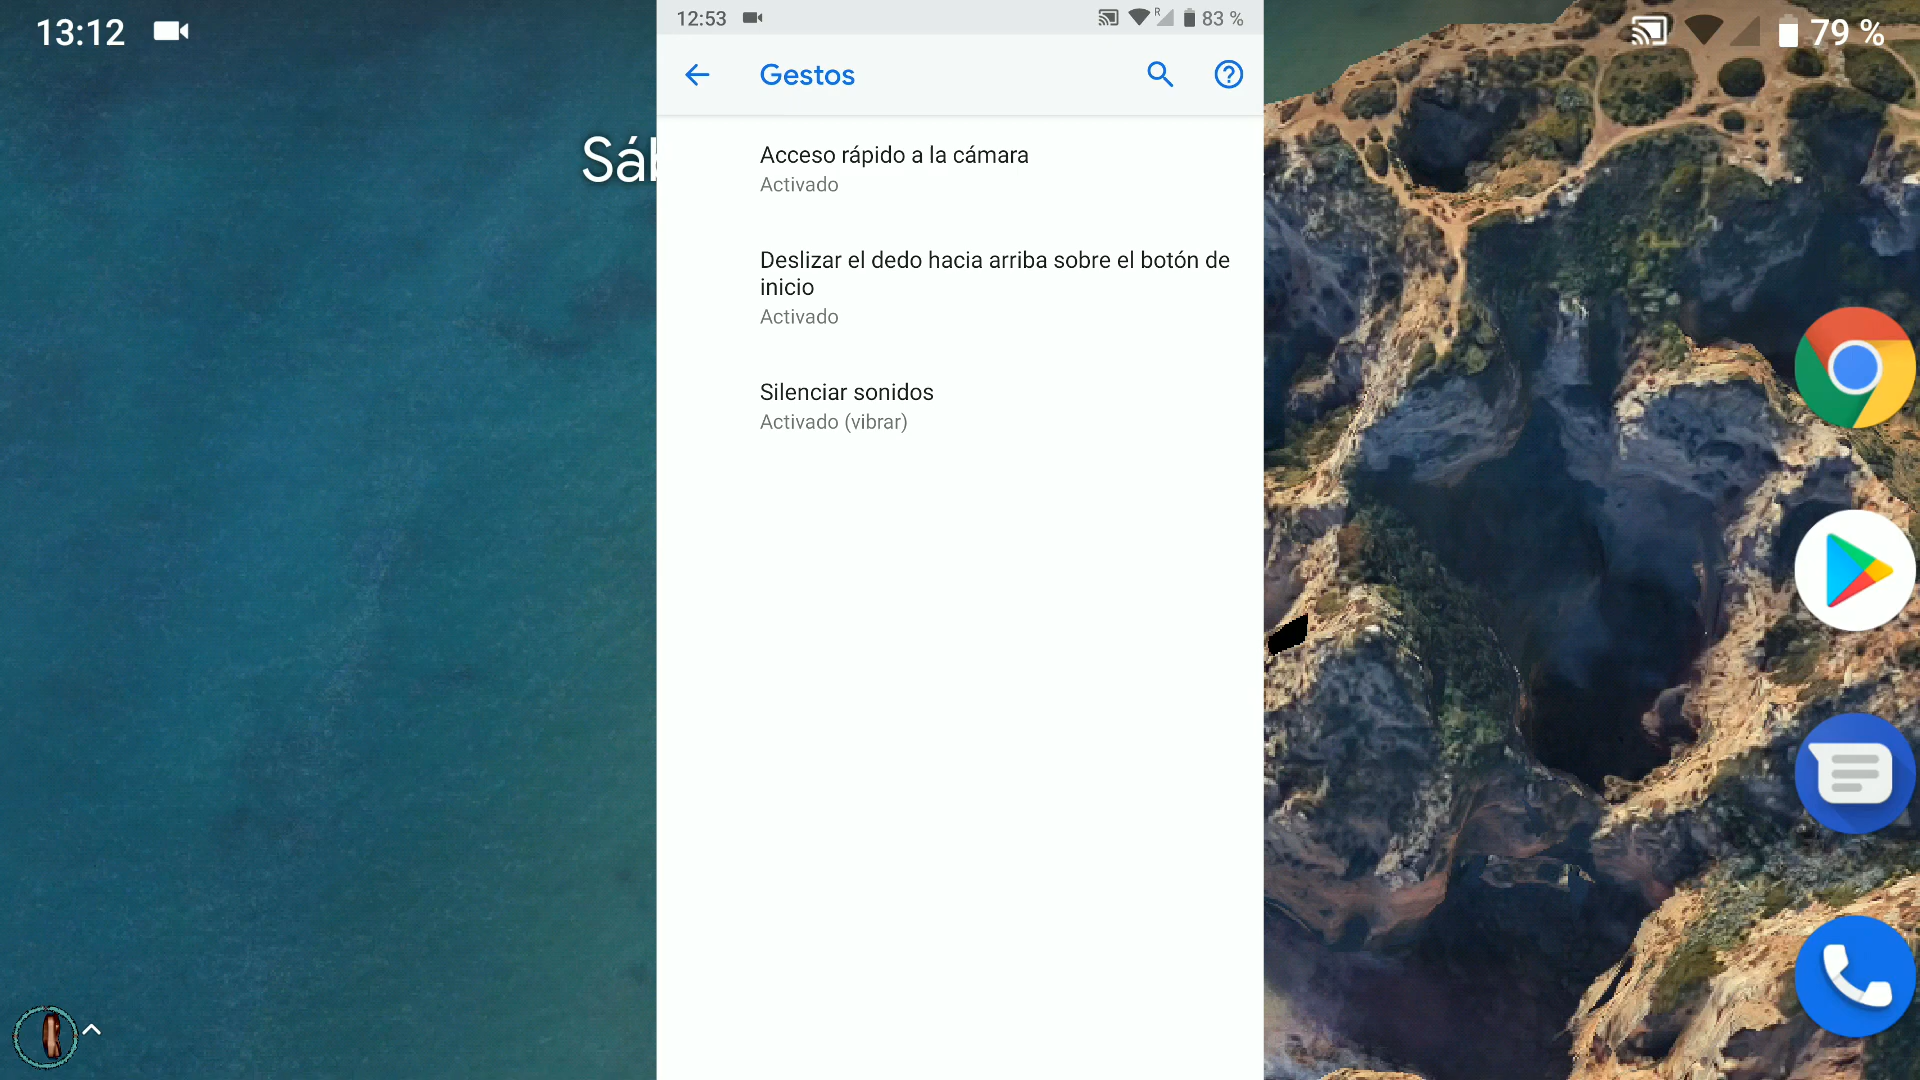 13:12
79 %
12:53
R
83 %
Gestos
Sáb
Acceso rápido a la cámara
Activado
Deslizar el dedo hacia arriba sobre el botón de
inicio
Activado
Silenciar sonidos
Activado (vibrar)